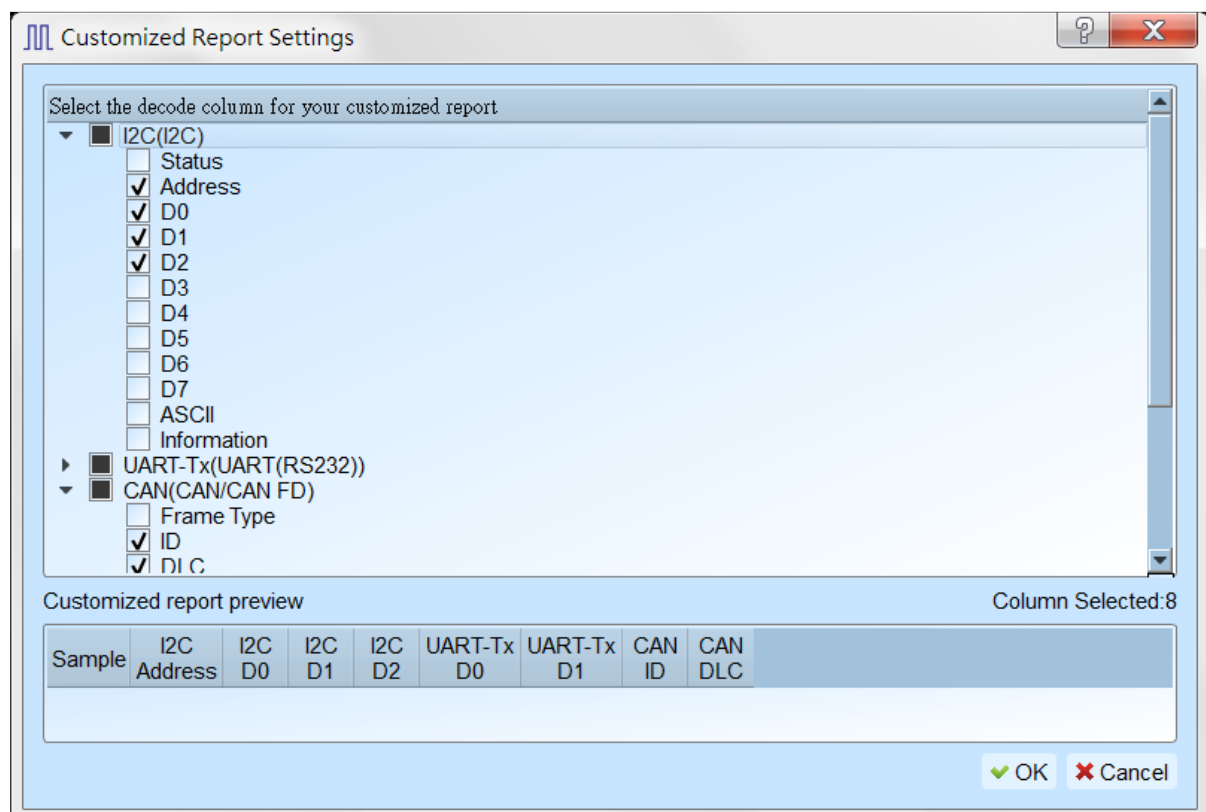 Customized Report Settings
Select the decode column for your customized report
I2C(I2C)
Status
Address
D0
D1
D2
D3
D4
D5
D6
D7
ASCII
Information
UART-Tx(UART(RS232))
CAN(CAN/CAN FD)
Frame Type
ID
DLC
Customized report preview Column Selected:8
Sample I2C Address I2C D0 I2C D1 I2C D2 UART-Tx D0 UART-Tx D1 CAN ID CAN DLC
OK Cancel